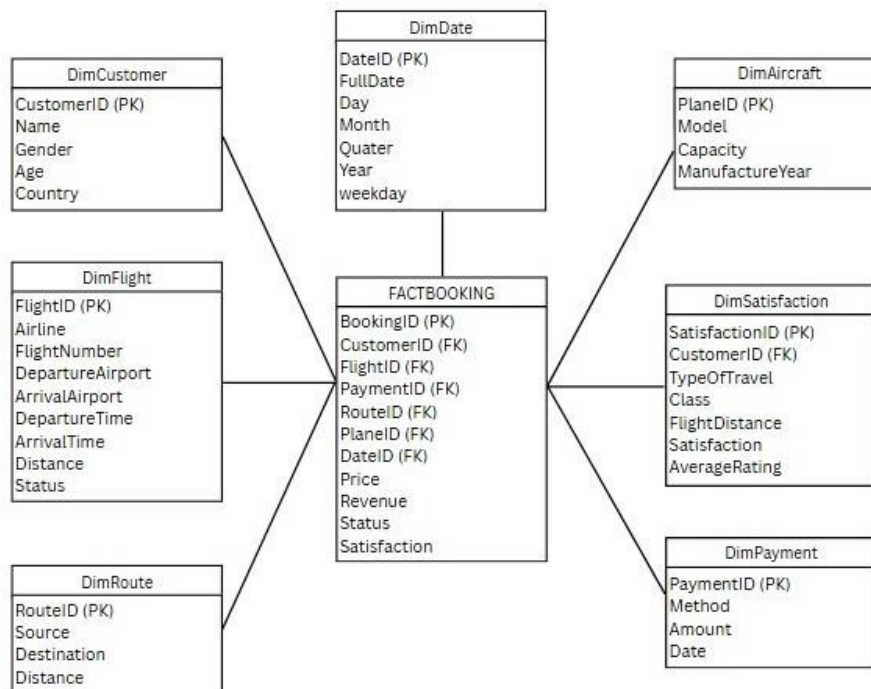 DimDate
DateID (PK)
FullDate
Day
Month
Quater
Year
weekday
DimCustomer
CustomerID (PK)
Name
Gender
Age
Country
DimAircraft
PlaneID (PK)
Model
Capacity
ManufactureYear
DimFlight
FlightID (PK)
Airline
FlightNumber
DepartureAirport
ArrivalAirport
DepartureTime
ArrivalTime
Distance
Status
FACTBOOKING
BookingID (PK)
CustomerID (FK)
FlightID (FK)
PaymentID (FK)
RouteID (FK)
PlaneID (FK)
DateID (FK)
Price
Revenue
Status
Satisfaction
DimSatisfaction
SatisfactionID (PK)
CustomerID (FK)
TypeOfTravel
Class
FlightDistance
Satisfaction
AverageRating
DimRoute
RouteID (PK)
Source
Destination
Distance
DimPayment
PaymentID (PK)
Method
Amount
Date